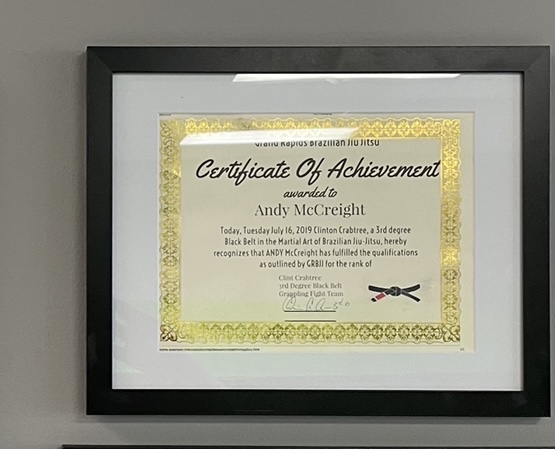 Grand Rapids Brazilian Jiu Jitsu
Certificate Of Achievement
awarded to
Andy McCreight
Today, Tuesday July 16, 2019 Clinton Crabtree, a 3rd degree
Black Belt in the Martial Art of Brazilian Jiu-Jitsu, hereby
recognizes that ANDY McCreight has fulfilled the qualifications
as outlined by GRBJJ for the rank of
Clint Crabtree
3rd Degree Black Belt
Grappling Fight Team